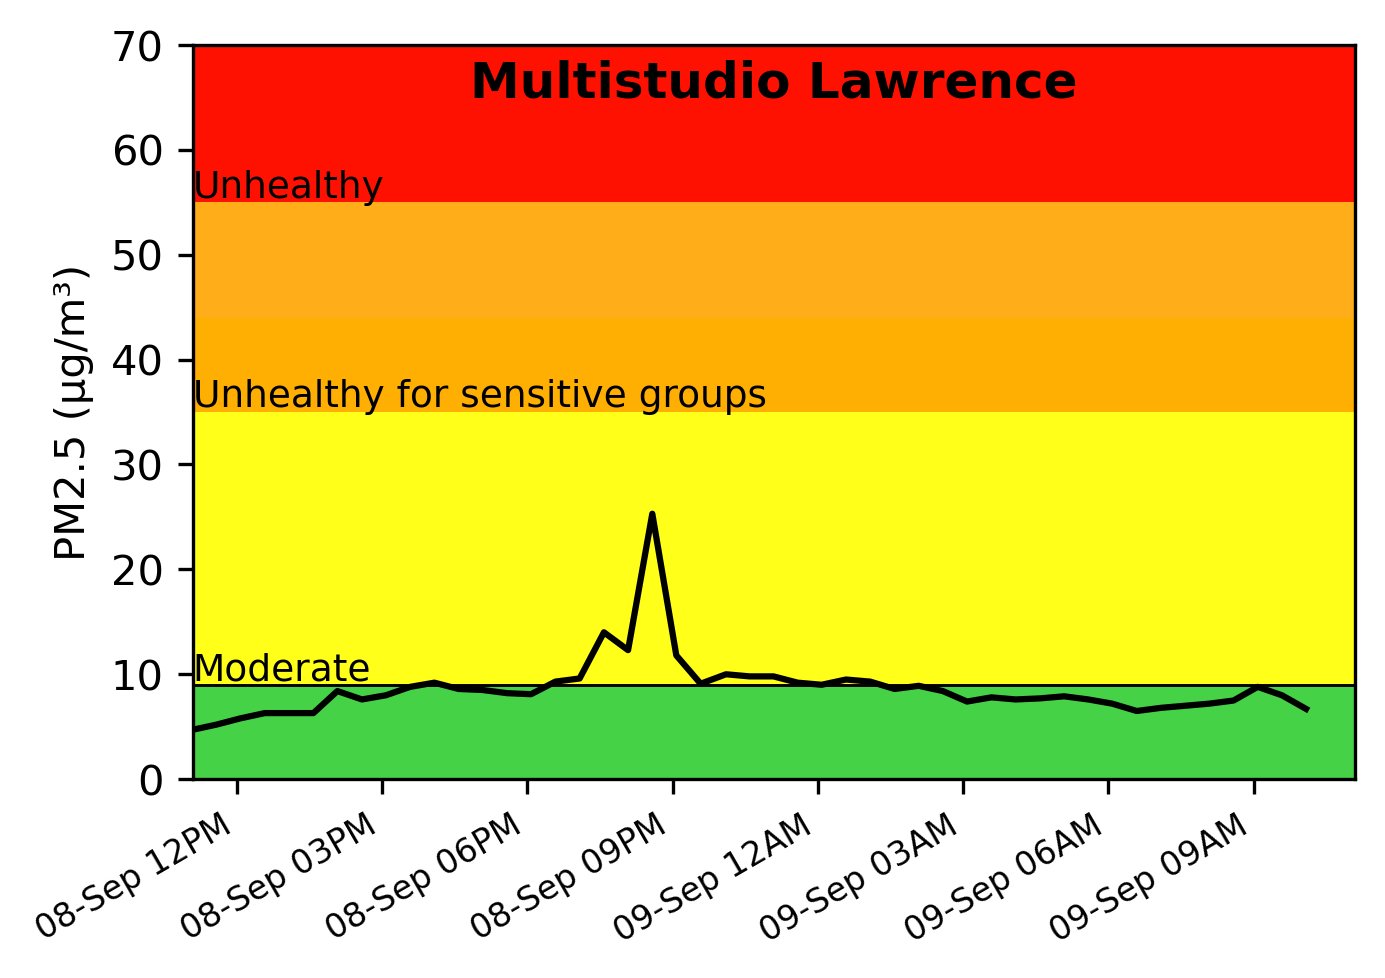 Multistudio Lawrence
70
60
50
40
30
20
10
0
PM2.5 (µg/m³)
Unhealthy
Unhealthy for sensitive groups
Moderate
08-Sep 12PM
08-Sep 03PM
08-Sep 06PM
08-Sep 09PM
09-Sep 12AM
09-Sep 03AM
09-Sep 06AM
09-Sep 09AM